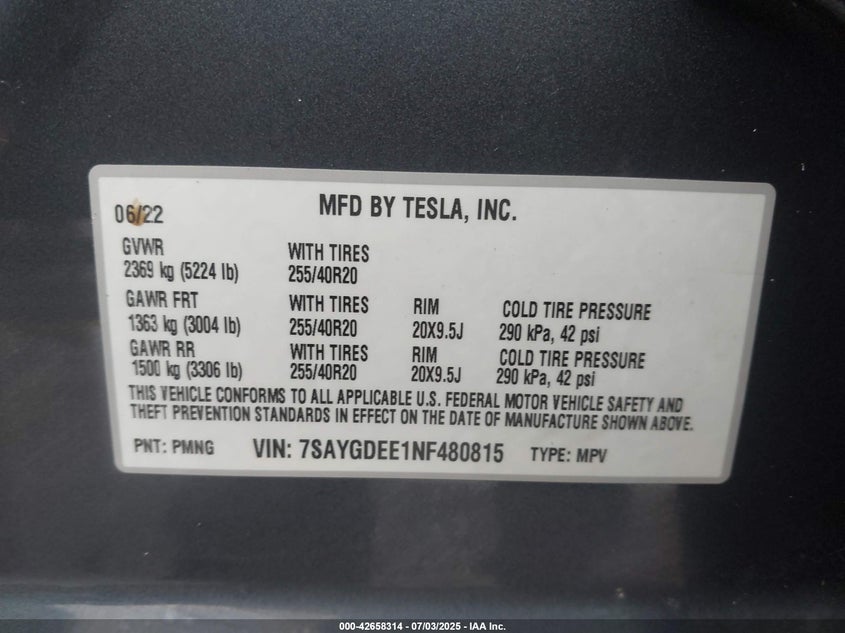 06/22 MFD BY TESLA, INC.
GVWR WITH TIRES
2369 kg (5224 lb) 255/40R20
GAWR FRT WITH TIRES RIM COLD TIRE PRESSURE
1363 kg (3004 lb) 255/40R20 20X9.5J 290 kPa, 42 psi
GAWR RR WITH TIRES RIM COLD TIRE PRESSURE
1500 kg (3306 lb) 255/40R20 20X9.5J 290 kPa, 42 psi
THIS VEHICLE CONFORMS TO ALL APPLICABLE U.S. FEDERAL MOTOR VEHICLE SAFETY AND
THEFT PREVENTION STANDARDS IN EFFECT ON THE DATE OF MANUFACTURE SHOWN ABOVE.
PNT: PMNG VIN: 7SAYGDEE1NF480815 TYPE: MPV
000-42658314 - 07/03/2025 - IAA Inc.